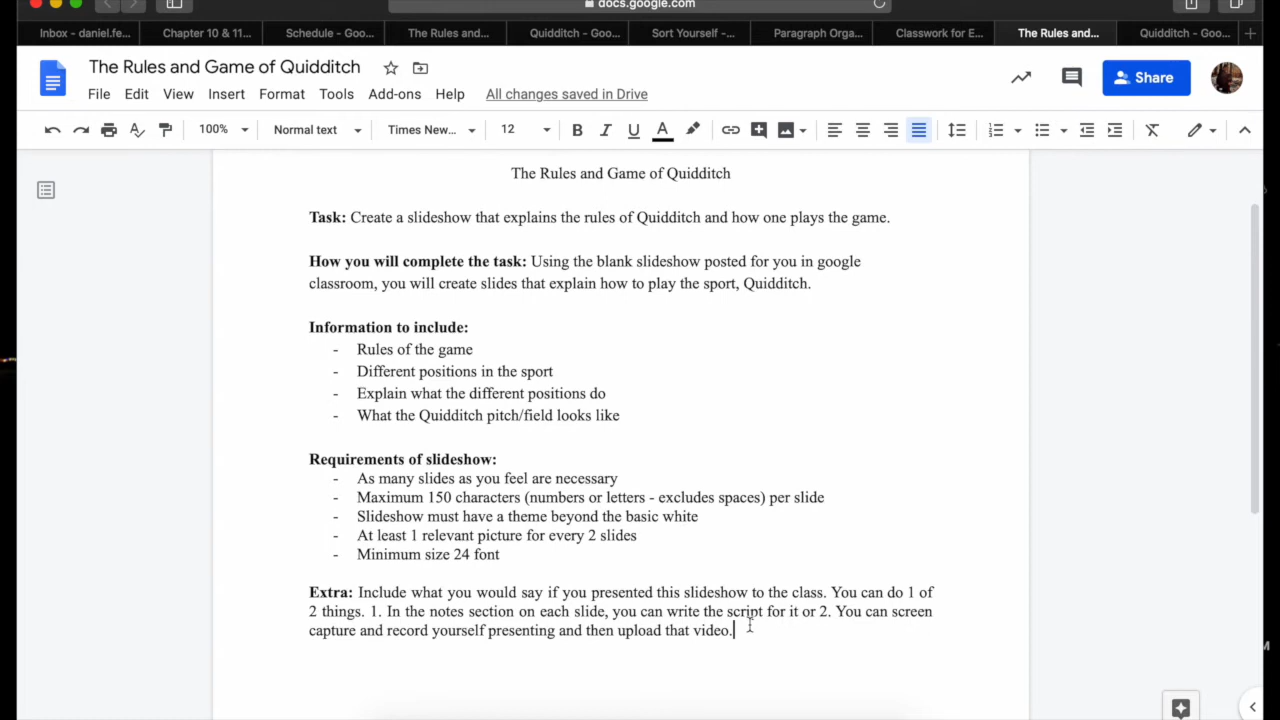 docs.google.com
Inbox - daniel.fe...
Chapter 10 & 11...
Schedule - Goo...
The Rules and...
Quidditch - Goo...
Sort Yourself -...
Paragraph Orga...
Classwork for E...
The Rules and...
Quidditch - Goo...
The Rules and Game of Quidditch
Share
File Edit View Insert Format Tools Add-ons Help All changes saved in Drive
100% Normal text Times New... 12 B I U A
The Rules and Game of Quidditch
Task: Create a slideshow that explains the rules of Quidditch and how one plays the game.
How you will complete the task: Using the blank slideshow posted for you in google
classroom, you will create slides that explain how to play the sport, Quidditch.
Information to include:
- Rules of the game
- Different positions in the sport
- Explain what the different positions do
- What the Quidditch pitch/field looks like
Requirements of slideshow:
- As many slides as you feel are necessary
- Maximum 150 characters (numbers or letters - excludes spaces) per slide
- Slideshow must have a theme beyond the basic white
- At least 1 relevant picture for every 2 slides
- Minimum size 24 font
Extra: Include what you would say if you presented this slideshow to the class. You can do 1 of
2 things. 1. In the notes section on each slide, you can write the script for it or 2. You can screen
capture and record yourself presenting and then upload that video.